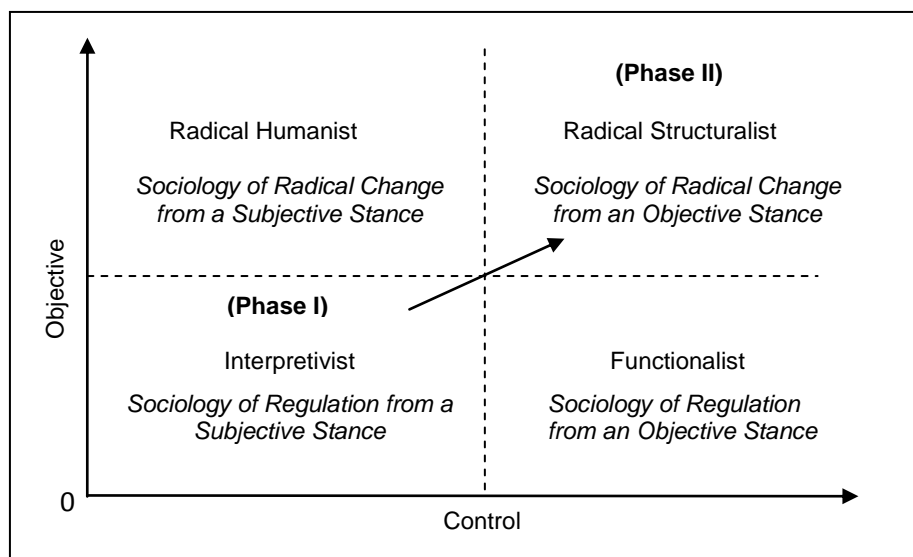 (Phase II)
Radical Humanist
Radical Structuralist
Sociology of Radical Change
from a Subjective Stance
Sociology of Radical Change
from an Objective Stance
Objective
(Phase I)
Interpretivist
Functionalist
Sociology of Regulation from a
Subjective Stance
Sociology of Regulation
from an Objective Stance
0
Control